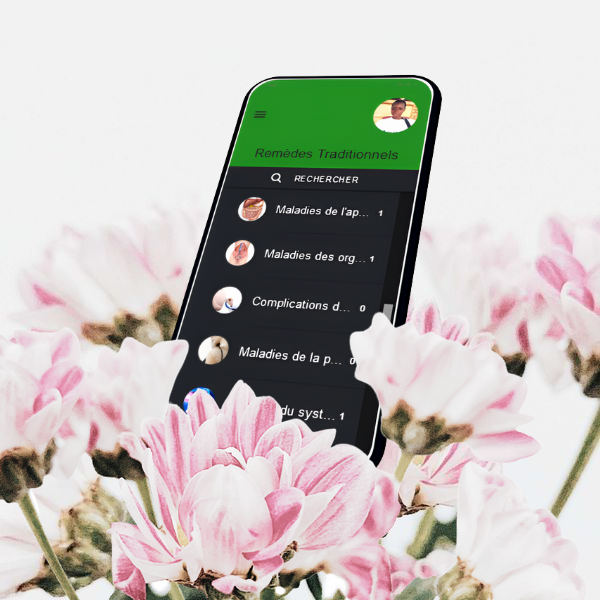 Remèdes Traditionnels
RECHERCHER
Maladies de l'ap... 1
Maladies des org... 1
Complications d... 0
Maladies de la p... 0
du syst... 1